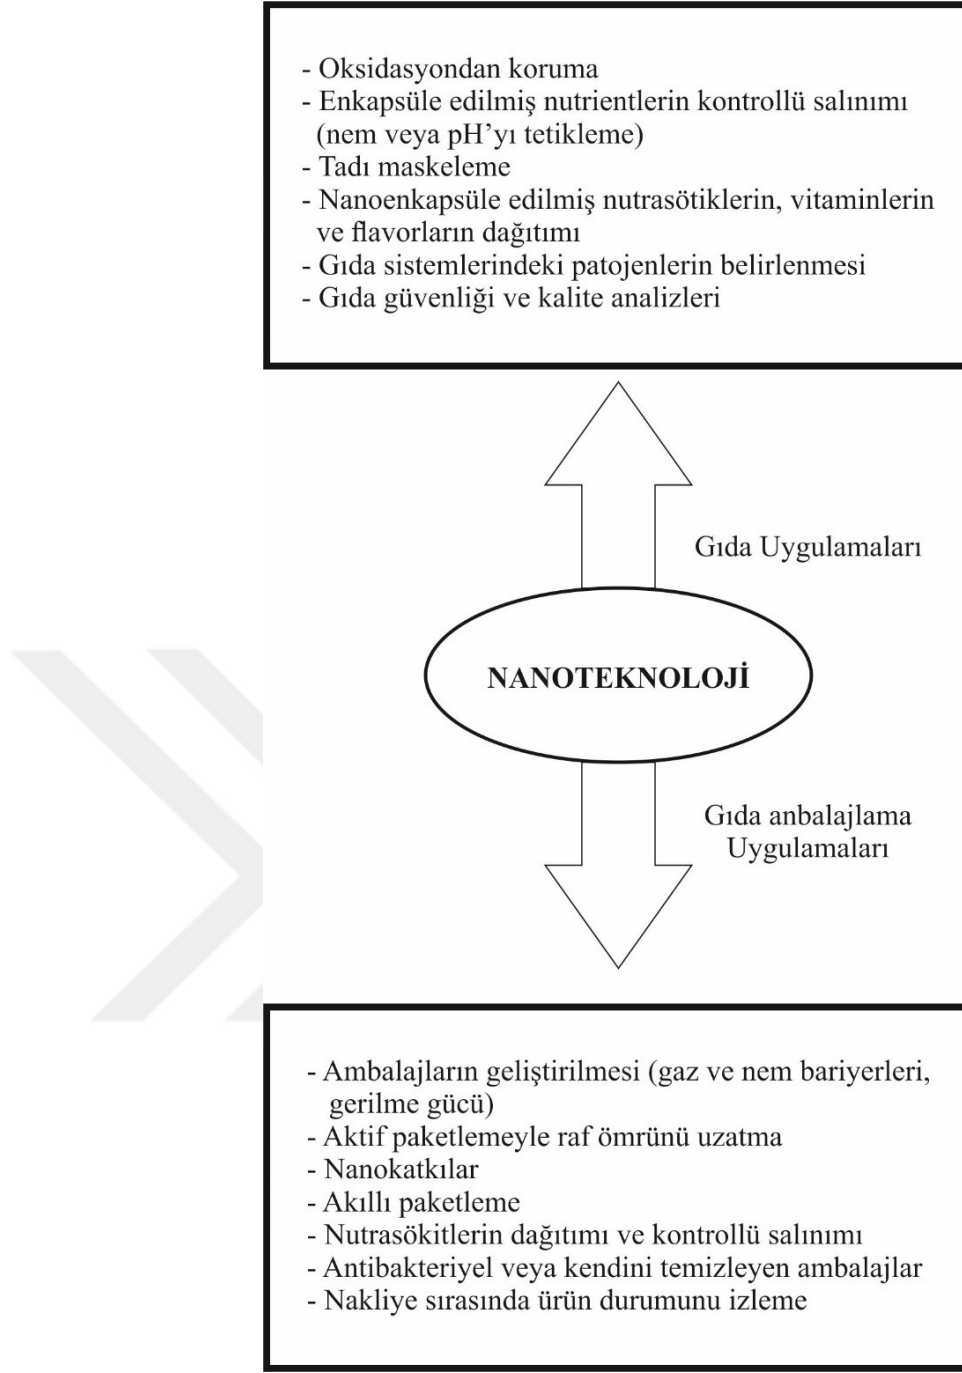 - Oksidasyondan koruma
- Enkapsüle edilmiş nutrientlerin kontrollü salınımı
(nem veya pH'yı tetikleme)
- Tadı maskeleme
- Nanoenkapsüle edilmiş nutrasötiklerin, vitaminlerin
ve flavorların dağıtımı
- Gıda sistemlerindeki patojenlerin belirlenmesi
- Gıda güvenliği ve kalite analizleri
Gıda Uygulamaları
NANOTEKNOLOJİ
Gıda anbalajlama
Uygulamaları
- Ambalajların geliştirilmesi (gaz ve nem bariyerleri,
gerilme gücü)
- Aktif paketlemeyle raf ömrünü uzatma
- Nanokatkılar
- Akıllı paketleme
- Nutrasökitlerin dağıtımı ve kontrollü salınımı
- Antibakteriyel veya kendini temizleyen ambalajlar
- Nakliye sırasında ürün durumunu izleme